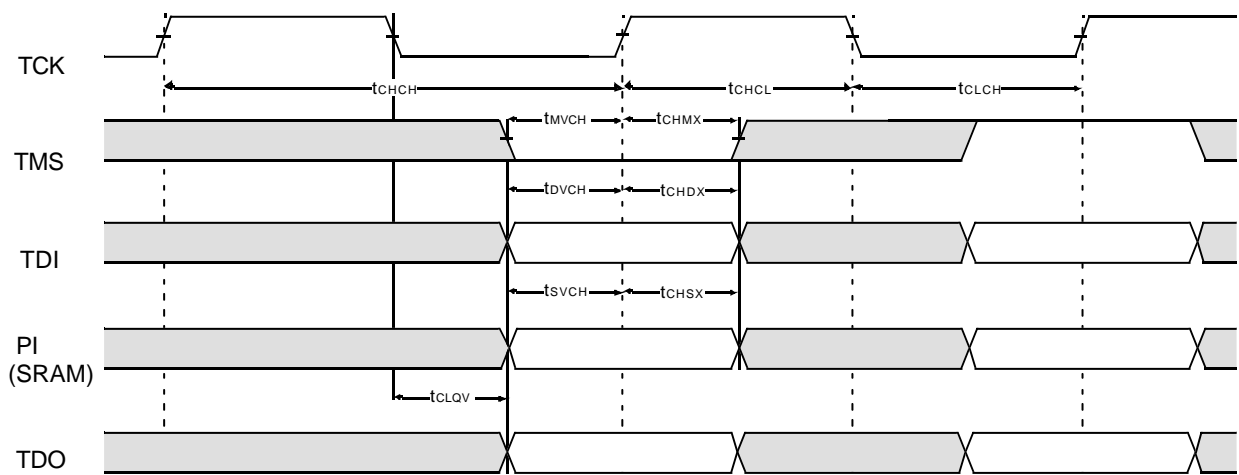 TCK
tCHCH tCHCL tCLCH
tMVCH tCHMX
TMS
tDVCH tCHDX
TDI
tSVCH tCHSX
PI
(SRAM)
tCLQV
TDO